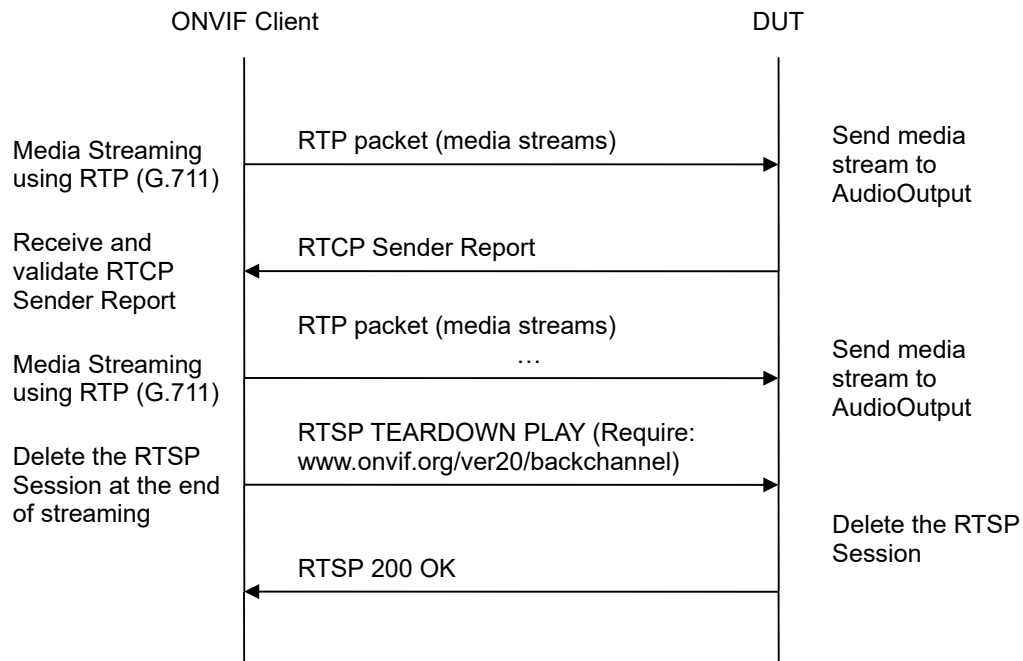 ONVIF Client
DUT
RTP packet (media streams)
Media Streaming
using RTP (G.711)
Send media
stream to
AudioOutput
Receive and
validate RTCP
Sender Report
RTCP Sender Report
RTP packet (media streams)
…
Media Streaming
using RTP (G.711)
Send media
stream to
AudioOutput
RTSP TEARDOWN PLAY (Require:
www.onvif.org/ver20/backchannel)
Delete the RTSP
Session at the end
of streaming
Delete the RTSP
Session
RTSP 200 OK